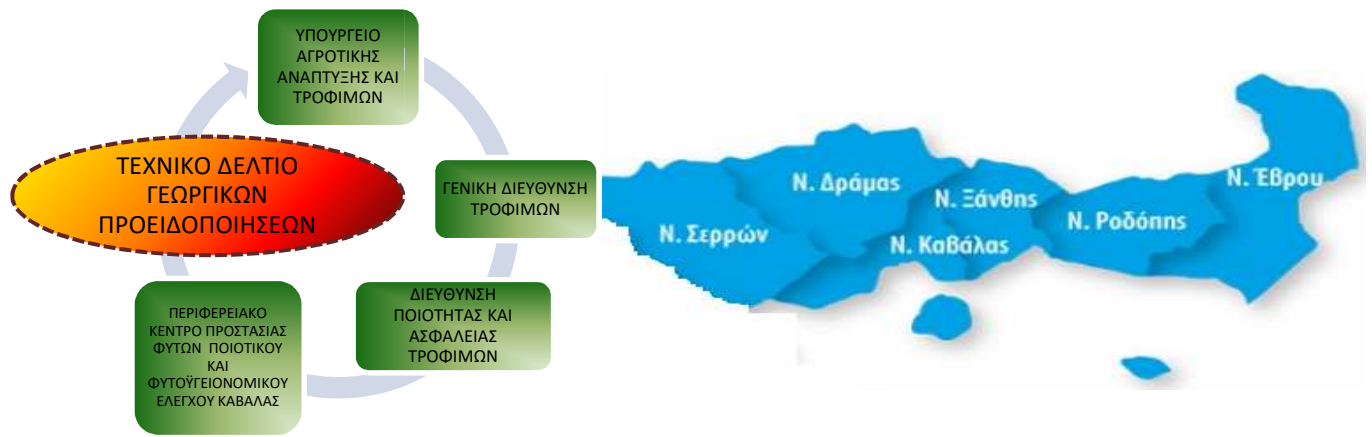 ΥΠΟΥΡΓΕΙΟ
ΑΓΡΟΤΙΚΗΣ
ΑΝΑΠΤΥΞΗΣ ΚΑΙ
ΤΡΟΦΙΜΩΝ
ΓΕΝΙΚΗ ΔΙΕΥΘΥΝΣΗ
ΤΡΟΦΙΜΩΝ
ΔΙΕΥΘΥΝΣΗ
ΠΟΙΟΤΗΤΑΣ ΚΑΙ
ΑΣΦΑΛΕΙΑΣ
ΤΡΟΦΙΜΩΝ
ΠΕΡΙΦΕΡΕΙΑΚΟ
ΚΕΝΤΡΟ ΠΡΟΣΤΑΣΙΑΣ
ΦΥΤΩΝ ΠΟΙΟΤΙΚΟΥ
ΚΑΙ
ΦΥΤΟΫΓΕΙΟΝΟΜΙΚΟΥ
ΕΛΕΓΧΟΥ ΚΑΒΑΛΑΣ
ΤΕΧΝΙΚΟ ΔΕΛΤΙΟ
ΓΕΩΡΓΙΚΩΝ
ΠΡΟΕΙΔΟΠΟΙΗΣΕΩΝ
Ν. Σερρών
Ν. Δράμας
Ν. Καβάλας
Ν. Ξάνθης
Ν. Ροδόπης
Ν. Έβρου